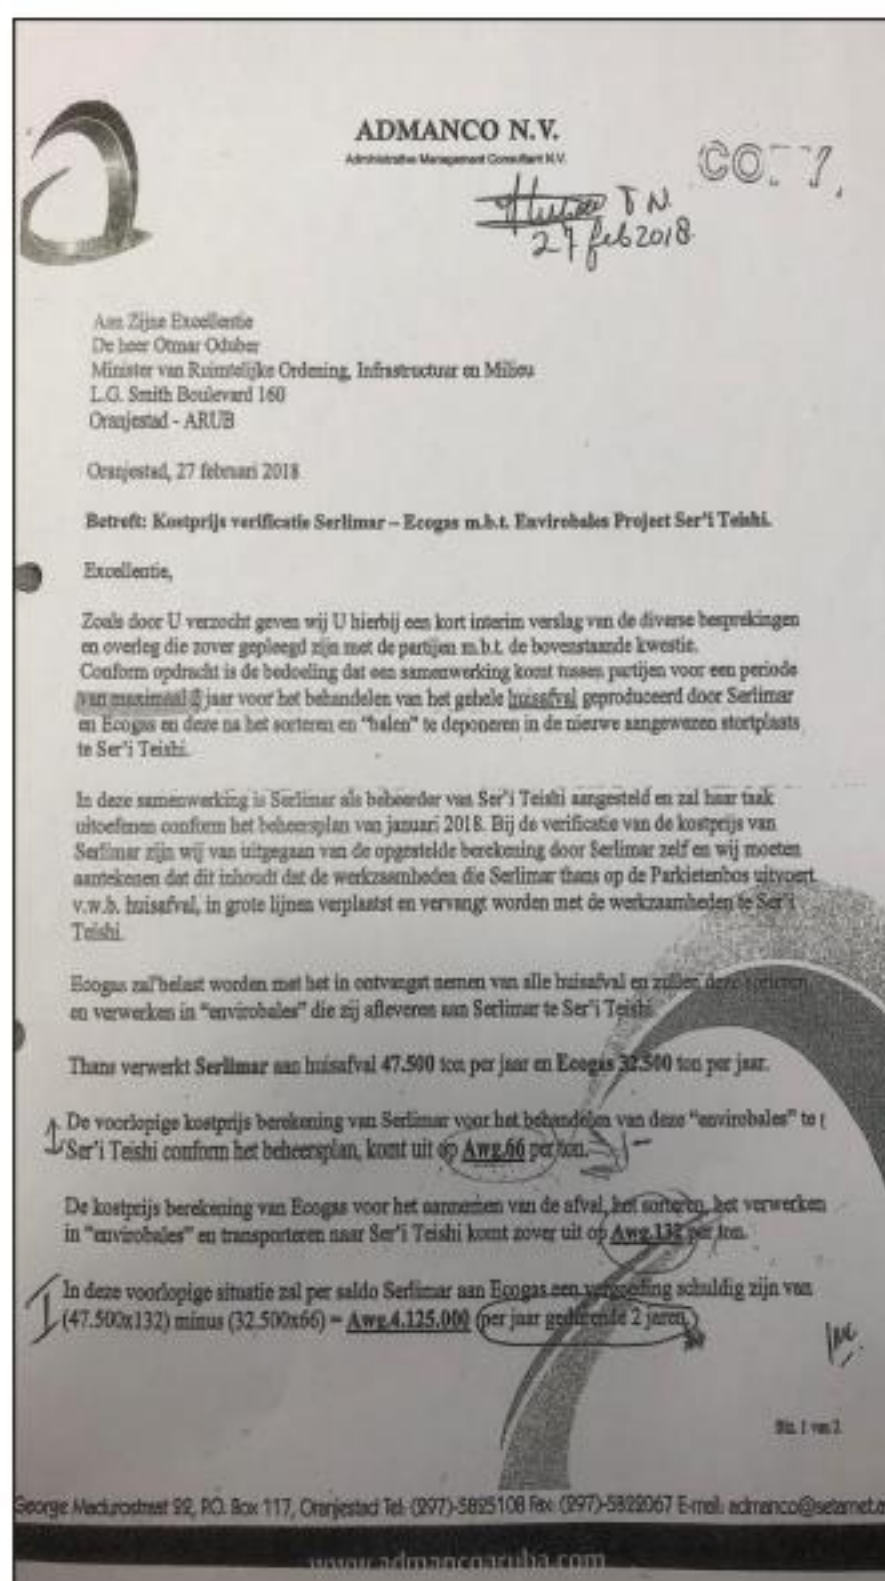 ADMANCO N.V.
Administrative Management Consultant N.V.
27 feb 2018
Aan Zijne Excellentie
De heer Otmar Oduber
Minister van Ruimtelijke Ordening, Infrastructuur en Milieu
L.G. Smith Boulevard 160
Oranjestad - ARUB
Oranjestad, 27 februari 2018
Betreft: Kostprijs verificatie Serlimar – Ecogas m.b.t. Envirobales Project Ser'i Teishi.
Excellentie,
Zoals door U verzocht geven wij U hierbij een kort interim verslag van de diverse besprekingen
en overleg die zover gepleegd zijn met de partijen m.b.t. de bovenstaande kwestie.
Conform opdracht is de bedoeling dat een samenwerking komt tussen partijen voor een periode
van maximaal jaar voor het behandelen van het gehele huisafval geproduceerd door Serlimar
en Ecogas en deze na het sorteren en "balen" te deponeren in de nieuwe aangewezen stortplaats
te Ser'i Teishi.
In deze samenwerking is Serlimar als beheerder van Ser'i Teishi aangesteld en zal haar taak
uitoefenen conform het beheersplan van januari 2018. Bij de verificatie van de kostprijs van
Serlimar zijn wij van uitgegaan van de opgestelde berekening door Serlimar zelf en wij moeten
aantekenen dat dit inhoudt dat de werkzaamheden die Serlimar thans op de Parkietenbos uitvoert
v.w.b. huisafval, in grote lijnen verplaatst en vervangt worden met de werkzaamheden te Ser'i
Teishi.
Ecogas zal belast worden met het in ontvangst nemen van alle huisafval en zullen deze sorteren
en verwerken in "envirobales" die zij afleveren aan Serlimar te Ser'i Teishi.
Thans verwerkt Serlimar aan huisafval 47.500 ton per jaar en Ecogas 32.500 ton per jaar.
De voorlopige kostprijs berekening van Serlimar voor het behandelen van deze "envirobales" te
Ser'i Teishi conform het beheersplan, komt uit op Awg.66 per ton.
De kostprijs berekening van Ecogas voor het aannemen van de afval, het sorteren, het verwerken
in "envirobales" en transporteren naar Ser'i Teishi komt zover uit op Awg.132 per ton.
In deze voorlopige situatie zal per saldo Serlimar aan Ecogas een vergoeding schuldig zijn van
(47.500x132) minus (32.500x66) = Awg.4.125.000 (per jaar gedurende 2 jaren.)
Blz. 1 van 2
George Madurostraat 22, P.O. Box 117, Oranjestad Tel: (297)-5825108 Fax: (297)-5822067 E-mail: admanco@setarnet.a
www.admancoaruba.com